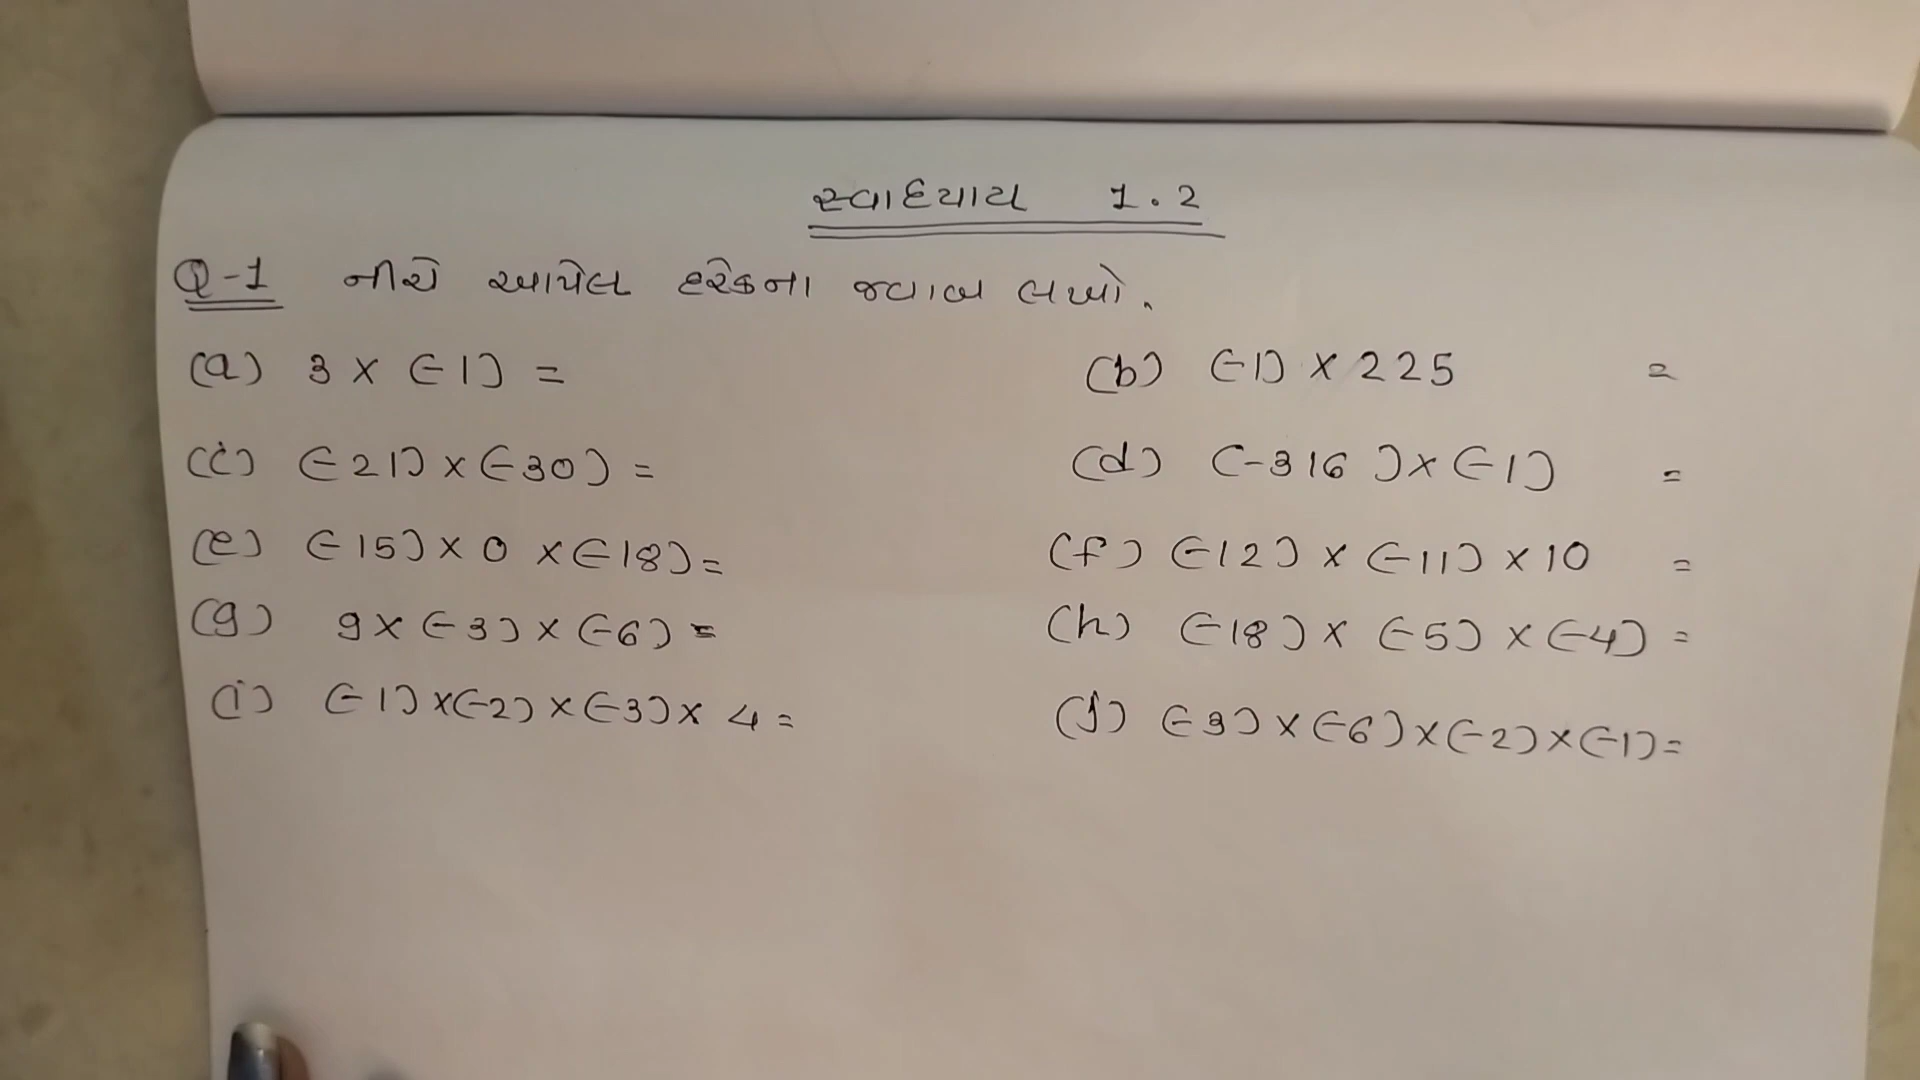 સ્વાધ્યાય 1.2
Q-1 નીચે આપેલ દરેકના જવાબ લખો.
(a) 3 × (-1) = (b) (-1) × 225 =
(c) (-21) × (-30) = (d) (-316) × (-1) =
(e) (-15) × 0 × (-18) = (f) (-12) × (-11) × 10 =
(g) 9 × (-3) × (-6) = (h) (-18) × (-5) × (-4) =
(i) (-1) × (-2) × (-3) × 4 = (j) (-3) × (-6) × (-2) × (-1) =